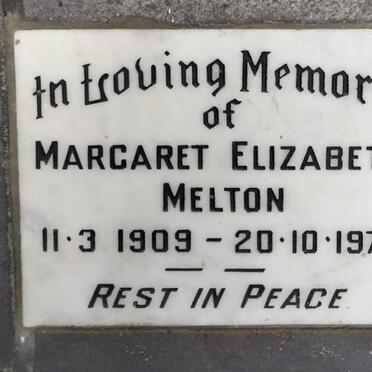 In Loving Memor
of
MARGARET ELIZABET
MELTON
11·3 1909 - 20·10·197
REST IN PEACE